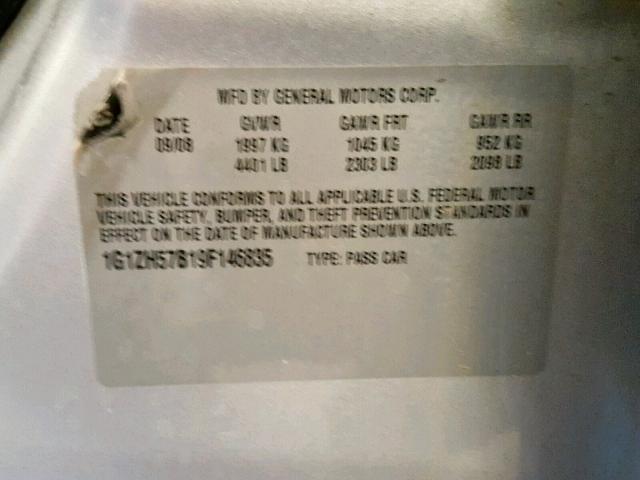 MFD BY GENERAL MOTORS CORP.
DATE GVWR GAWR FRT GAWR RR
09/08 1997 KG 1045 KG 952 KG
4401 LB 2303 LB 2098 LB
THIS VEHICLE CONFORMS TO ALL APPLICABLE U.S. FEDERAL MOTOR
VEHICLE SAFETY, BUMPER, AND THEFT PREVENTION STANDARDS IN
EFFECT ON THE DATE OF MANUFACTURE SHOWN ABOVE.
1G1ZH57B19F146835 TYPE: PASS CAR